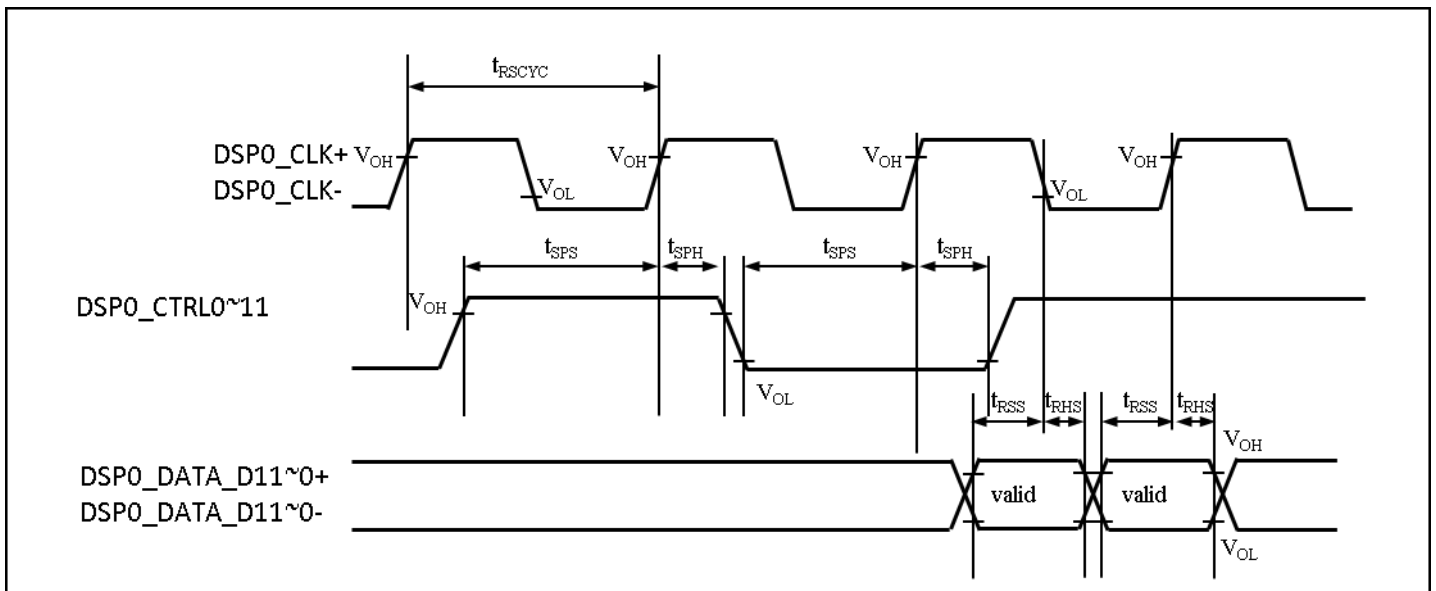 tRSCYC
DSP0_CLK+ VOH VOH VOH VOH
DSP0_CLK- VOL VOL
tSPS tSPH tSPS tSPH
DSP0_CTRL0~11 VOH
VOL
tRSS tRHS tRSS tRHS
VOH
DSP0_DATA_D11~0+
valid valid
DSP0_DATA_D11~0-
VOL